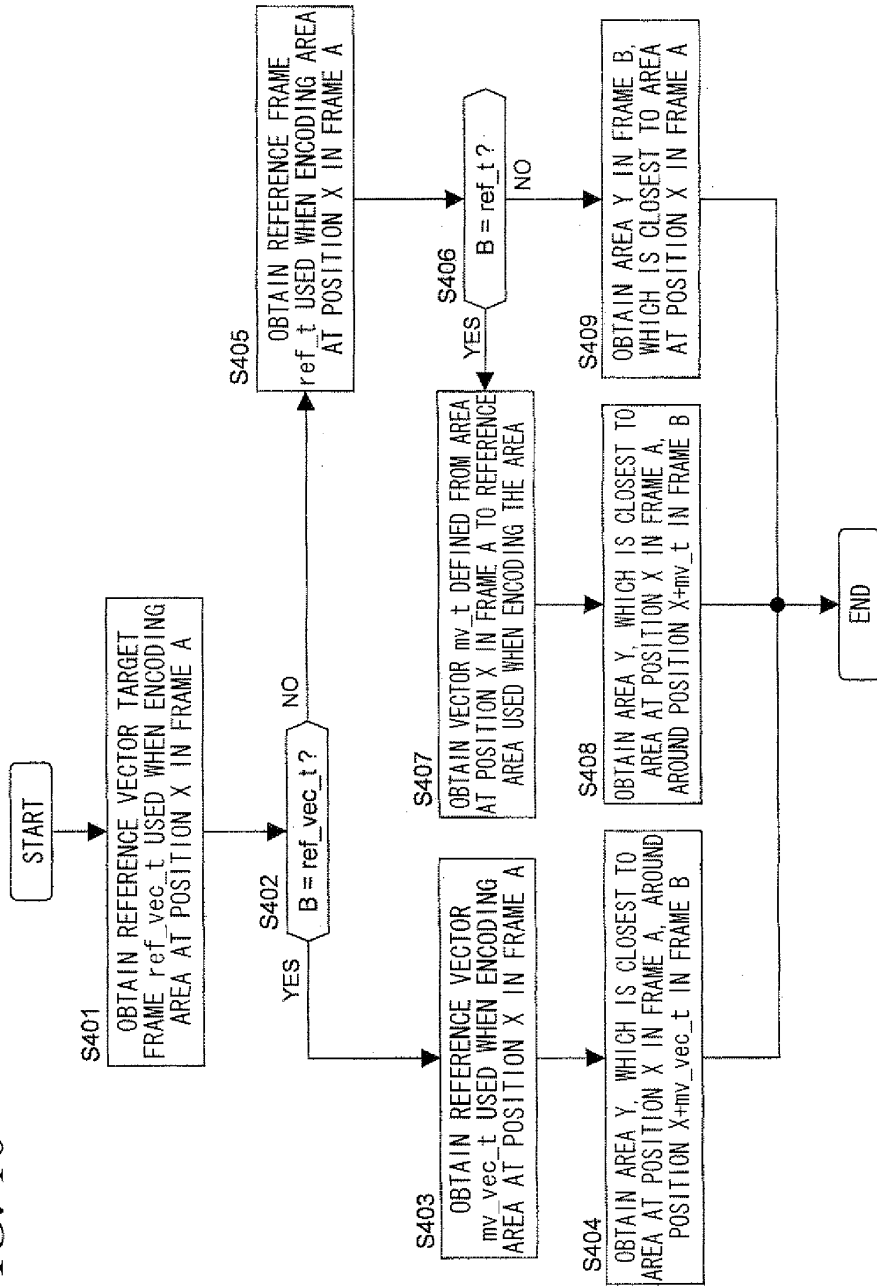 START
S401
OBTAIN REFERENCE VECTOR TARGET
FRAME ref_vec_t USED WHEN ENCODING
AREA AT POSITION X IN FRAME A
S402
B = ref_vec_t ?
YES
NO
S403
OBTAIN REFERENCE VECTOR
mv_vec_t USED WHEN ENCODING
AREA AT POSITION X IN FRAME A
S404
OBTAIN AREA Y, WHICH IS CLOSEST TO
AREA AT POSITION X IN FRAME A, AROUND
POSITION X+mv_vec_t IN FRAME B
S405
OBTAIN REFERENCE FRAME
ref_t USED WHEN ENCODING AREA
AT POSITION X IN FRAME A
S406
B = ref_t ?
YES
NO
S407
OBTAIN VECTOR mv_t DEFINED FROM AREA
AT POSITION X IN FRAME A TO REFERENCE
AREA USED WHEN ENCODING THE AREA
S408
OBTAIN AREA Y, WHICH IS CLOSEST TO
AREA AT POSITION X IN FRAME A,
AROUND POSITION X+mv_t IN FRAME B
S409
OBTAIN AREA Y IN FRAME B,
WHICH IS CLOSEST TO AREA
AT POSITION X IN FRAME A
END